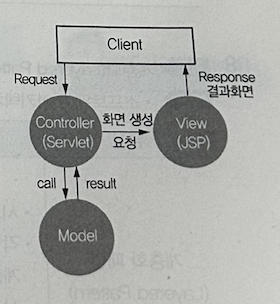 Client
Request
Response
결과화면
Controller
(Servlet)
화면 생성
요청
View
(JSP)
call
result
Model